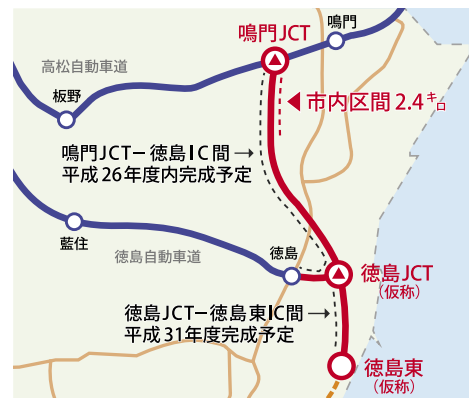 鳴門JCT
鳴門
高松自動車道
板野
市内区間 2.4㌔
鳴門JCTー徳島IC間
平成26年度内完成予定
藍住
徳島自動車道
徳島
徳島JCT
(仮称)
徳島JCTー徳島東IC間
平成31年度完成予定
徳島東
(仮称)